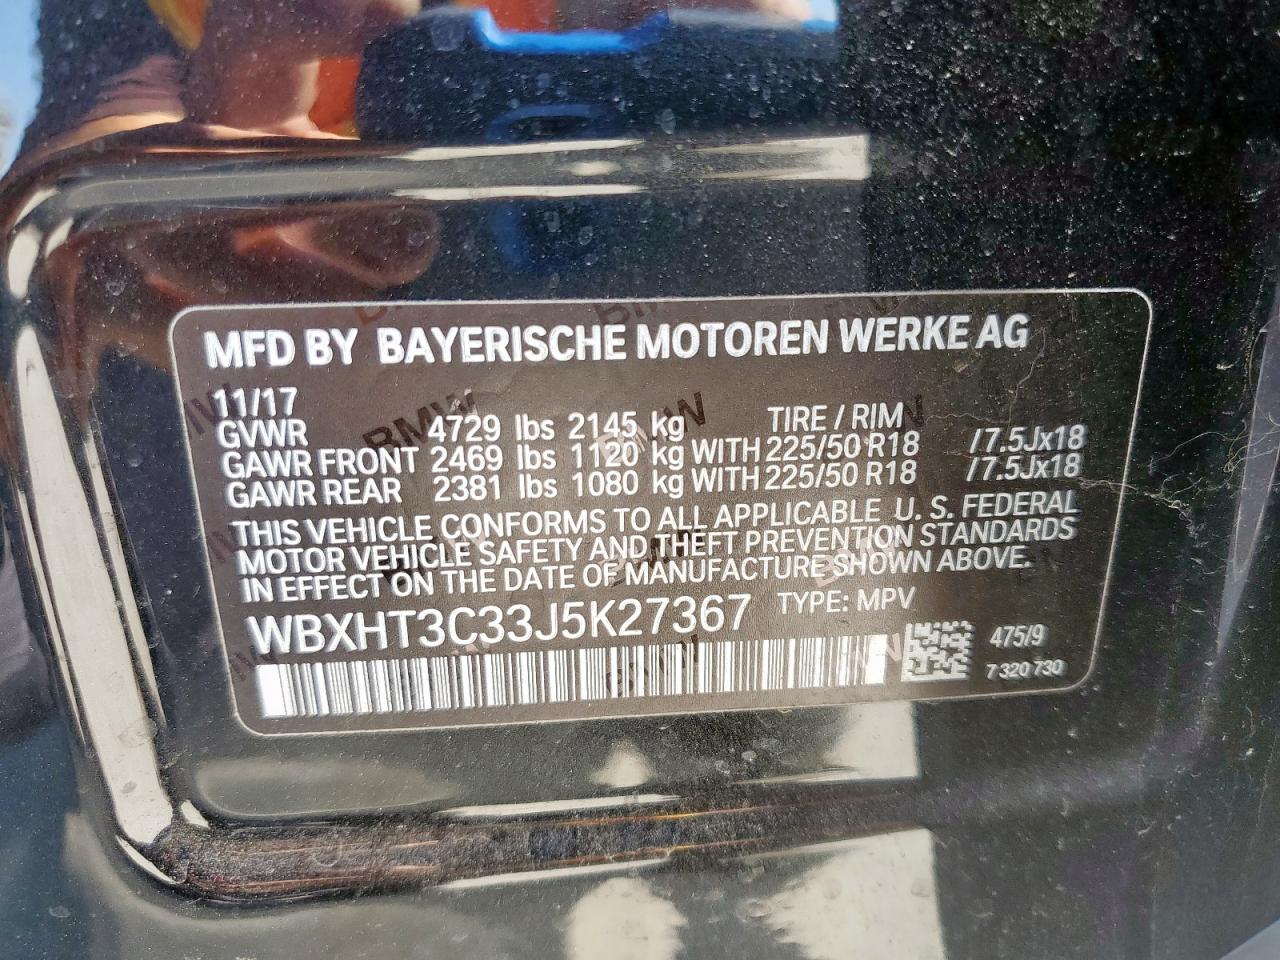 MFD BY BAYERISCHE MOTOREN WERKE AG
11/17
GVWR 4729 lbs 2145 kg TIRE / RIM
GAWR FRONT 2469 lbs 1120 kg WITH 225/50 R18 /7.5Jx18
GAWR REAR 2381 lbs 1080 kg WITH 225/50 R18 /7.5Jx18
THIS VEHICLE CONFORMS TO ALL APPLICABLE U. S. FEDERAL
MOTOR VEHICLE SAFETY AND THEFT PREVENTION STANDARDS
IN EFFECT ON THE DATE OF MANUFACTURE SHOWN ABOVE.
WBXHT3C33J5K27367 TYPE: MPV
475/9
7 320 730